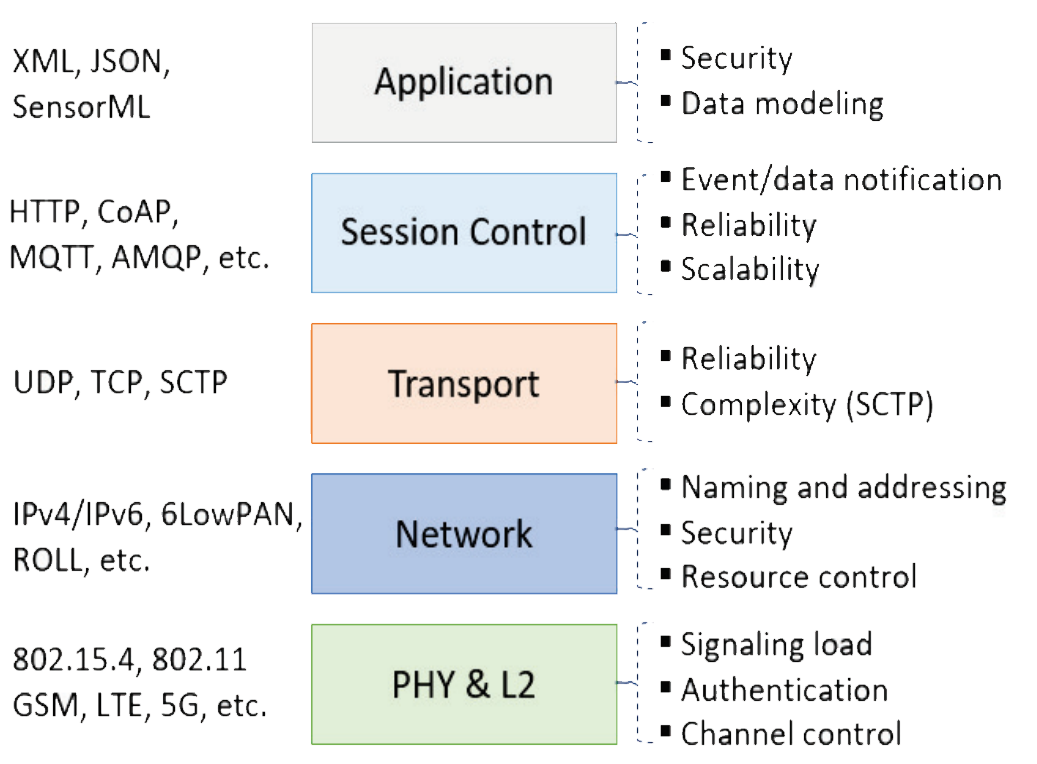 XML, JSON,
SensorML
Application
▪ Security
▪ Data modeling
HTTP, CoAP,
MQTT, AMQP, etc.
Session Control
▪ Event/data notification
▪ Reliability
▪ Scalability
UDP, TCP, SCTP
Transport
▪ Reliability
▪ Complexity (SCTP)
IPv4/IPv6, 6LowPAN,
ROLL, etc.
Network
▪ Naming and addressing
▪ Security
▪ Resource control
802.15.4, 802.11
GSM, LTE, 5G, etc.
PHY & L2
▪ Signaling load
▪ Authentication
▪ Channel control